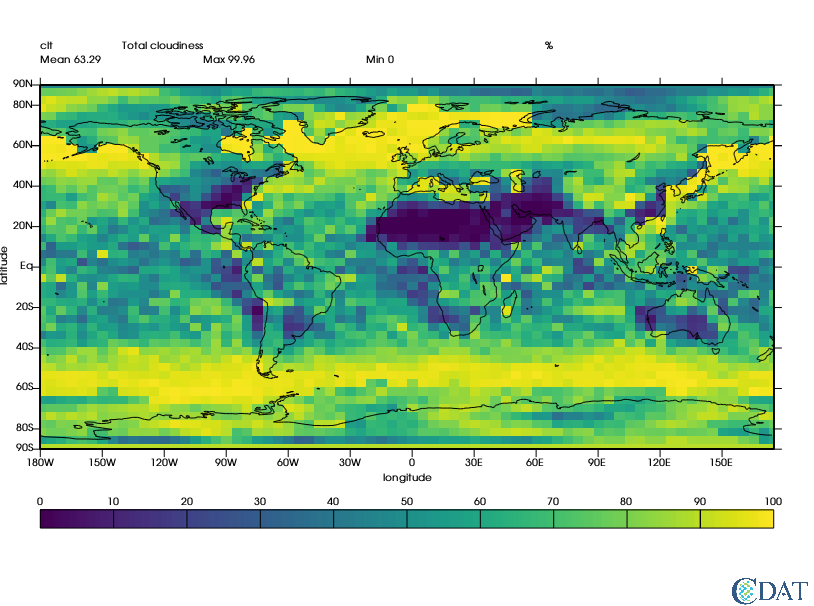 clt Total cloudiness %
Mean 63.29 Max 99.96 Min 0
90N
80N
60N
40N
20N
Eq
20S
40S
60S
80S
90S
latitude
180W 150W 120W 90W 60W 30W 0 30E 60E 90E 120E 150E
longitude
0 10 20 30 40 50 60 70 80 90 100
CDAT